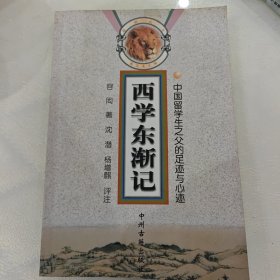 中国留学生之父的足迹与心迹
西学东渐记
容闳 著 沈潜 杨增麒 评注
中州古籍出版社